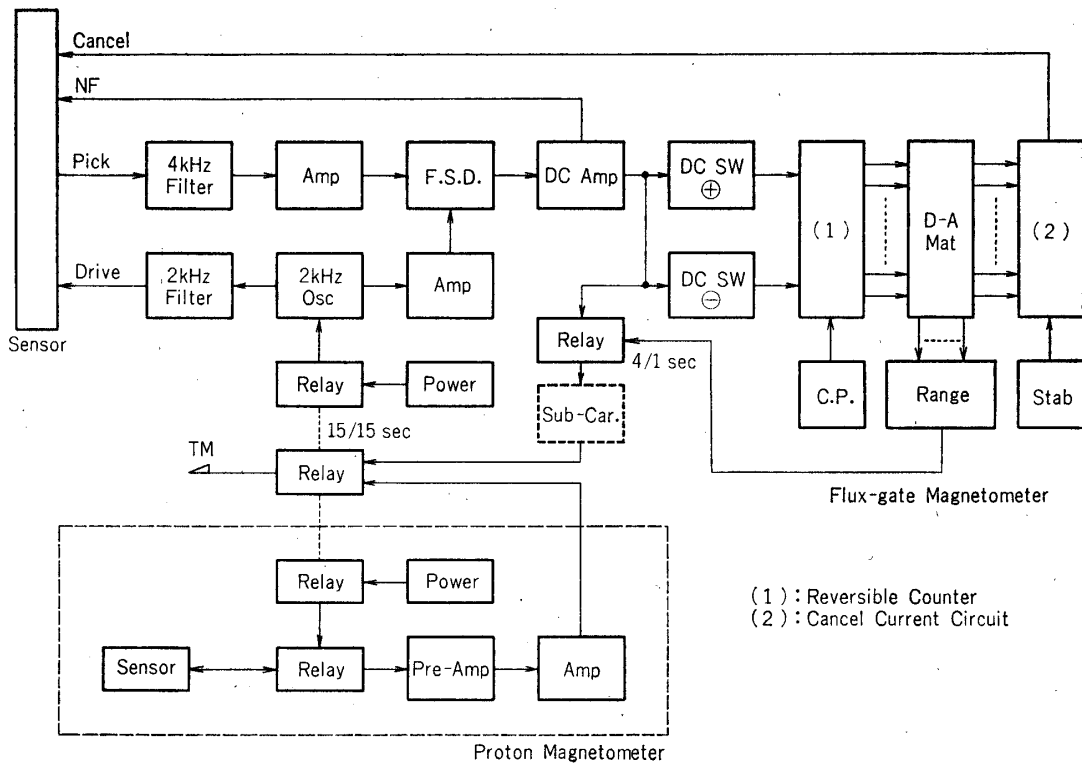 Cancel
NF
Pick
4kHz
Filter
Amp
F.S.D.
DC Amp
DC SW
⊕
(1)
D-A
Mat
(2)
Drive
2kHz
Filter
2kHz
Osc
Amp
DC SW
⊖
Sensor
Relay
4/1 sec
Relay
Power
Sub-Car.
C.P.
Range
Stab
15/15 sec
TM
Relay
Flux-gate Magnetometer
Relay
Power
(1):Reversible Counter
(2):Cancel Current Circuit
Sensor
Relay
Pre-Amp
Amp
Proton Magnetometer